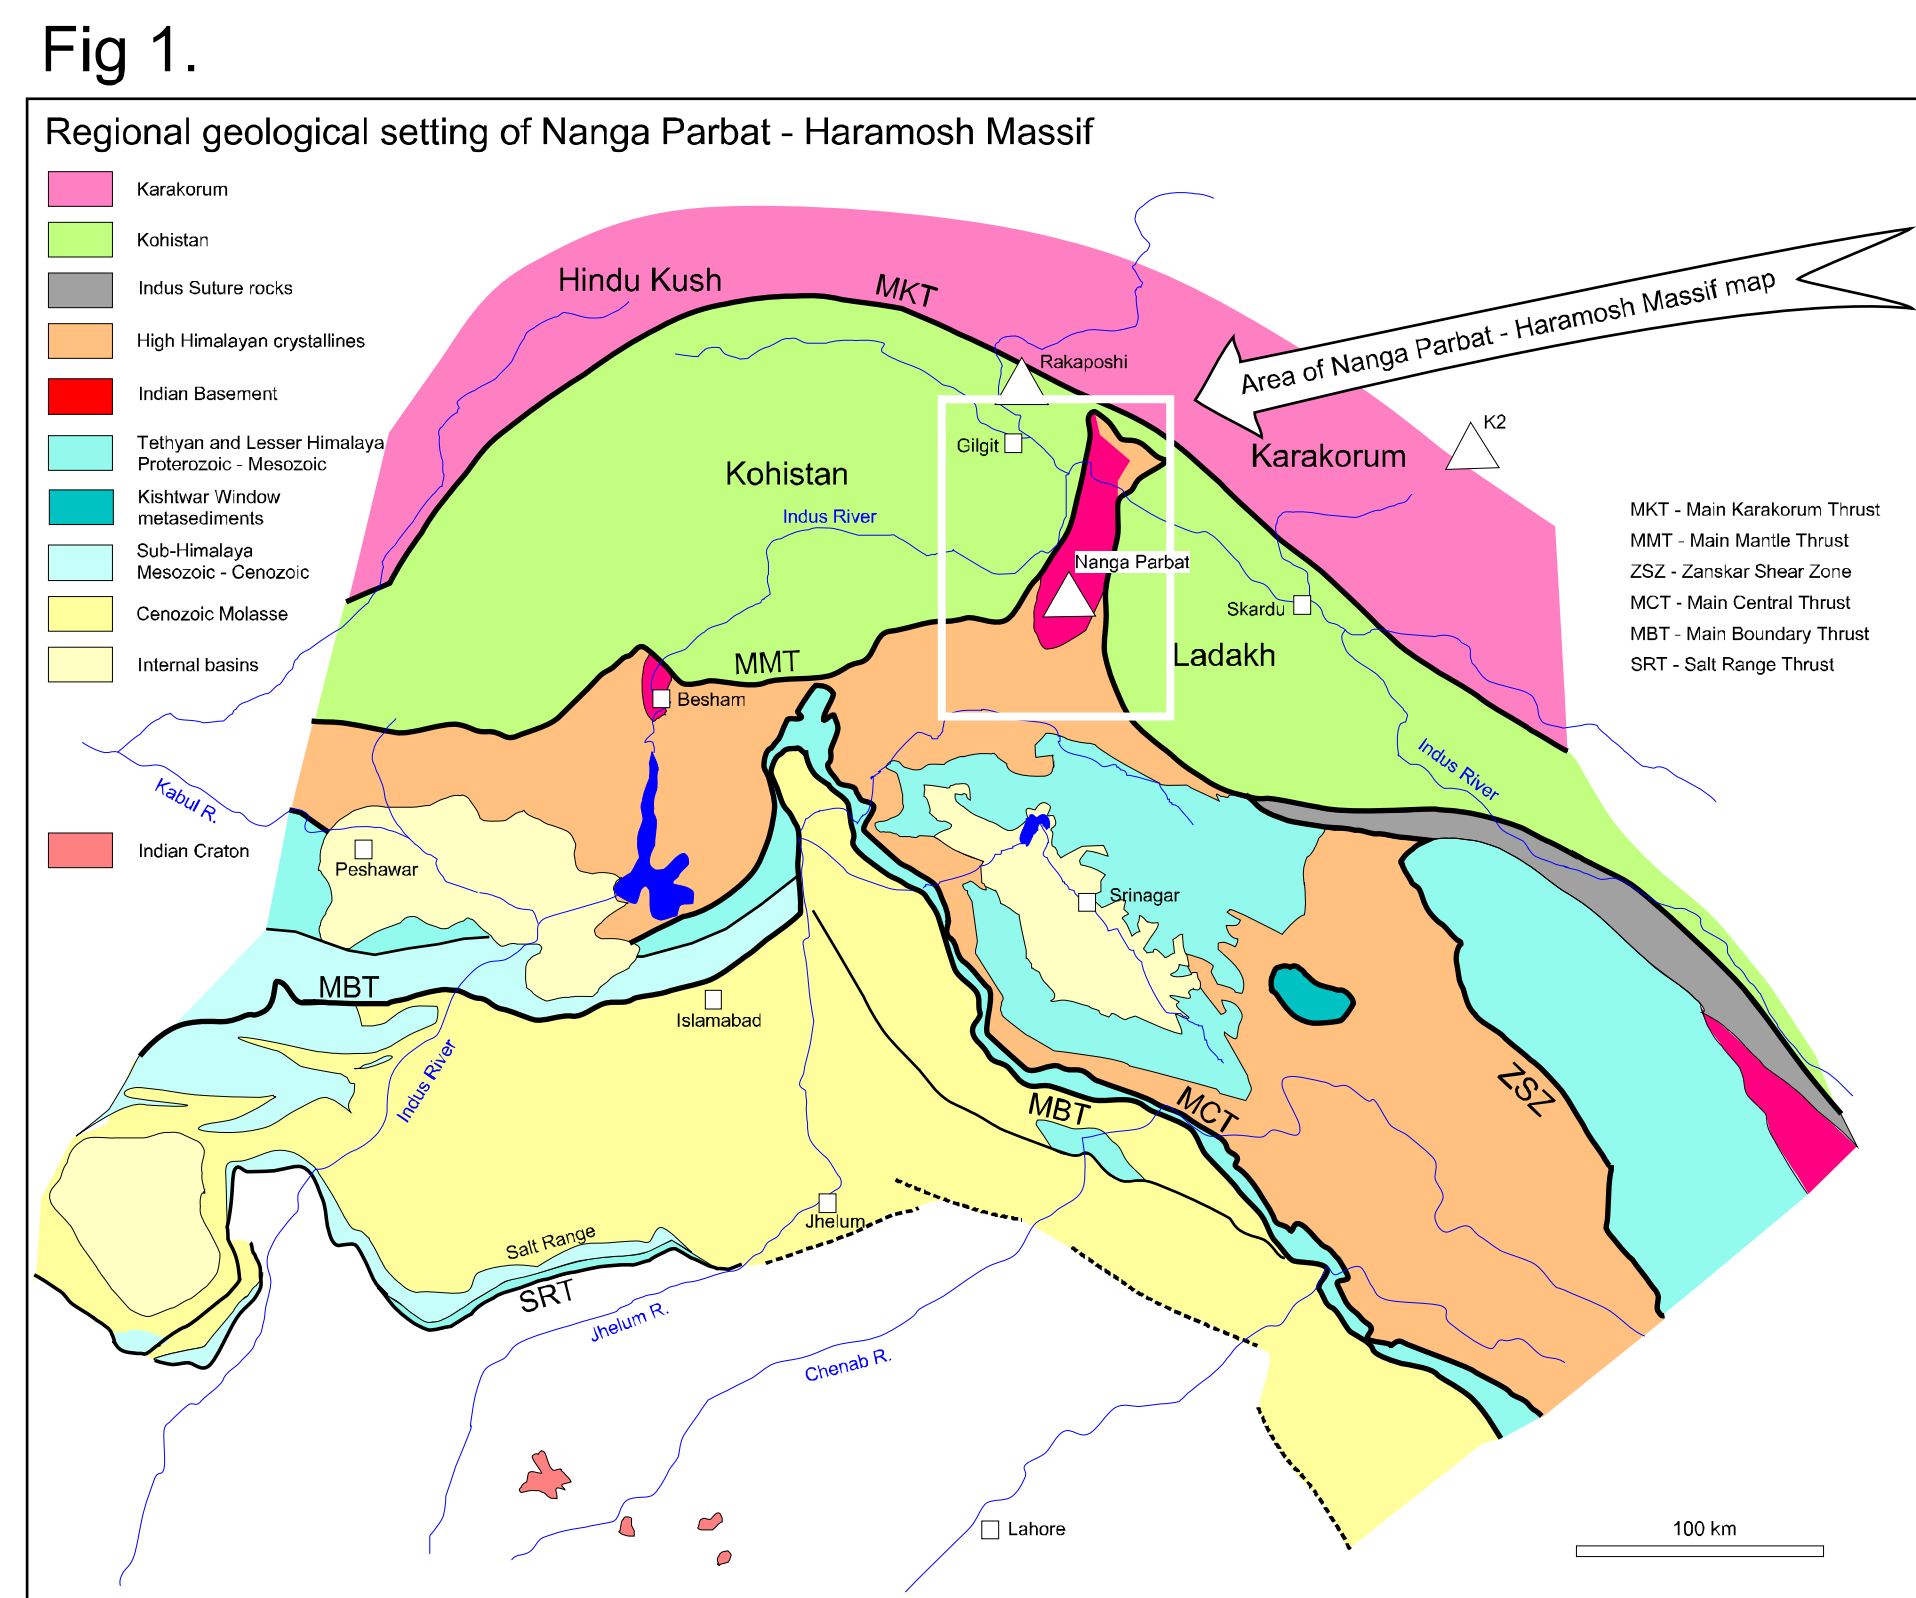 Fig 1.
Regional geological setting of Nanga Parbat - Haramosh Massif
Karakorum
Kohistan
Indus Suture rocks
High Himalayan crystallines
Indian Basement
Tethyan and Lesser Himalaya
Proterozoic - Mesozoic
Kishtwar Window
metasediments
Sub-Himalaya
Mesozoic - Cenozoic
Cenozoic Molasse
Internal basins
Indian Craton
Hindu Kush
MKT
Rakaposhi
Area of Nanga Parbat - Haramosh Massif map
K2
Gilgit
Karakorum
Kohistan
Indus River
Nanga Parbat
Skardu
Ladakh
MKT - Main Karakorum Thrust
MMT - Main Mantle Thrust
ZSZ - Zanskar Shear Zone
MCT - Main Central Thrust
MBT - Main Boundary Thrust
SRT - Salt Range Thrust
MMT
Besham
Indus River
Kabul R.
Peshawar
Srinagar
MBT
Islamabad
Indus River
MBT
MCT
ZSZ
Jhelum
Salt Range
SRT
Jhelum R.
Chenab R.
Lahore
100 km